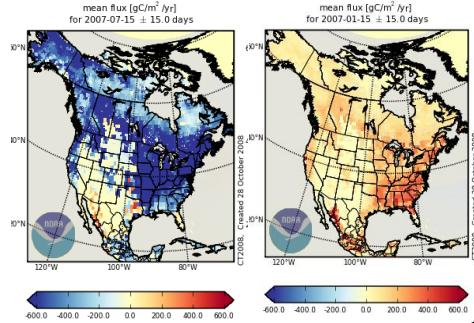 mean flux [gC/m² /yr]
for 2007-07-15 ± 15.0 days
40°N
20°N
120°W 100°W 80°W
NOAA
CT2008, Created 28 October 2008
-600.0 -400.0 -200.0 0.0 200.0 400.0 600.0
mean flux [gC/m² /yr]
for 2007-01-15 ± 15.0 days
120°W 100°W 80°W
NOAA
-600.0 -400.0 -200.0 0.0 200.0 400.0 600.0